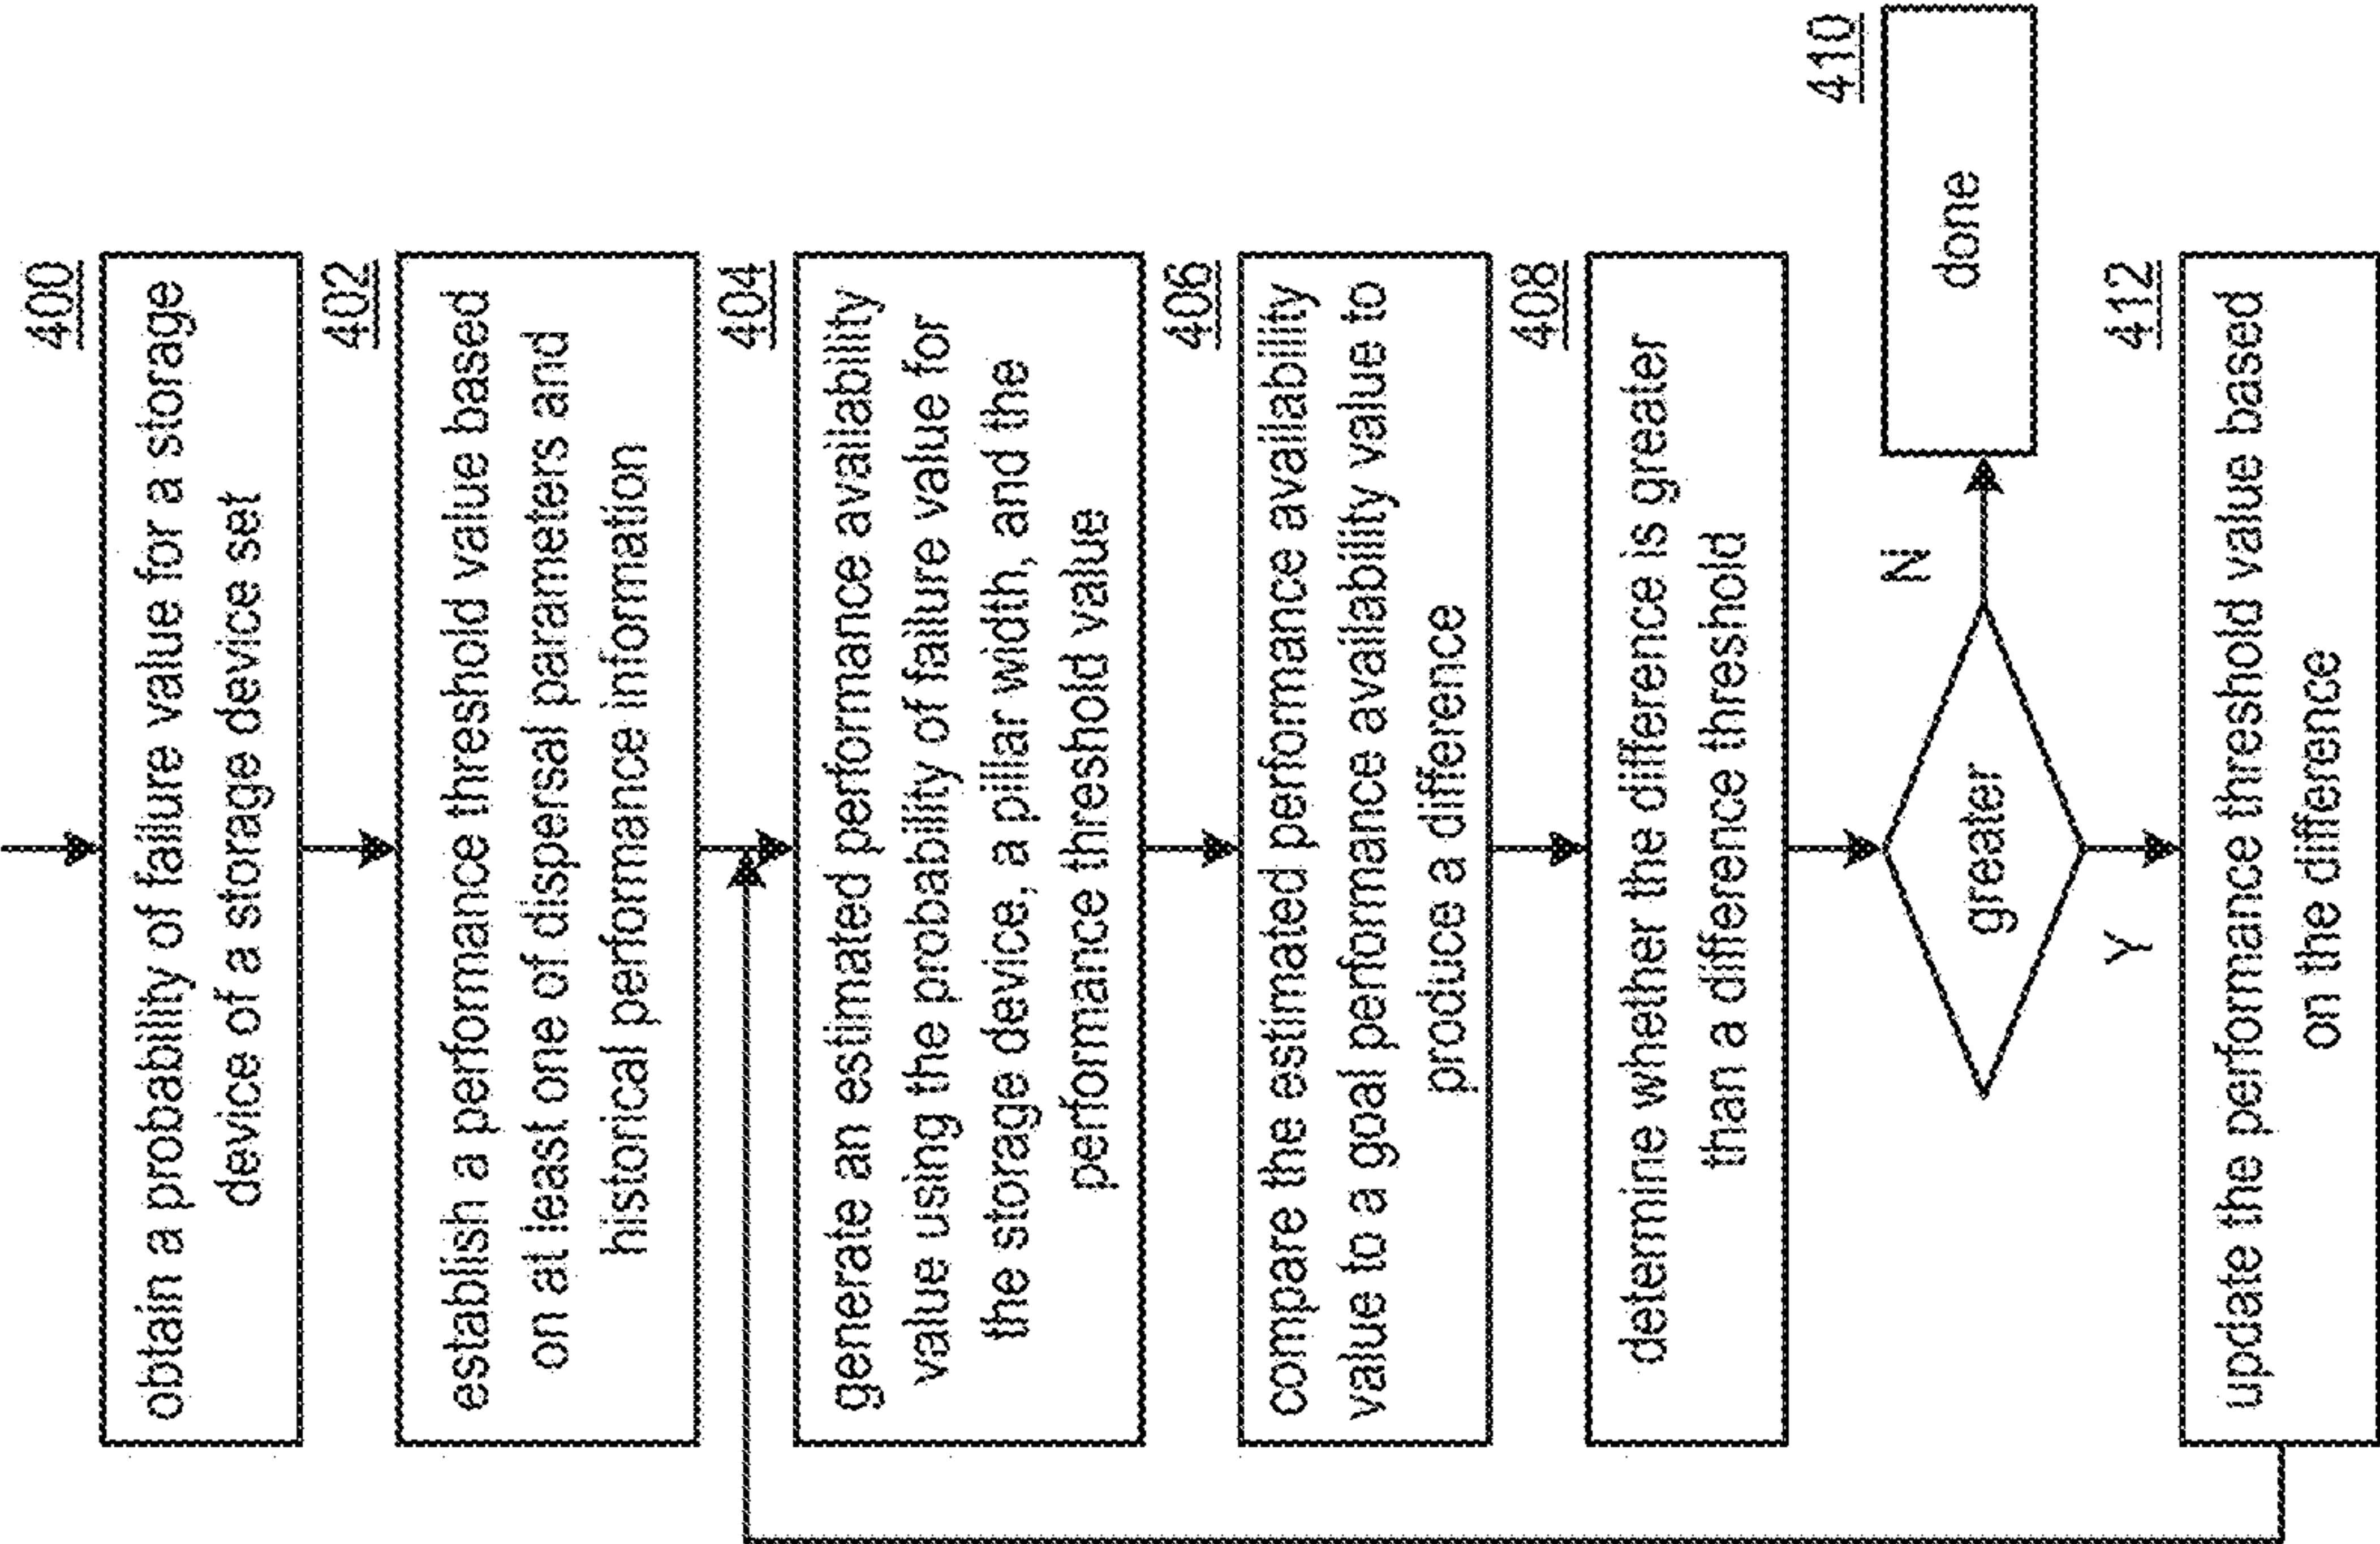 400
obtain a probability of failure value for a storage
device of a storage device set
402
establish a performance threshold value based
on at least one of dispersal parameters and
historical performance information
404
generate an estimated performance availability
value using the probability of failure value for
the storage device, a pillar width, and the
performance threshold value
406
compare the estimated performance availability
value to a goal performance availability value to
produce a difference
408
determine whether the difference is greater
than a difference threshold
greater
N
410
done
Y
412
update the performance threshold value based
on the difference